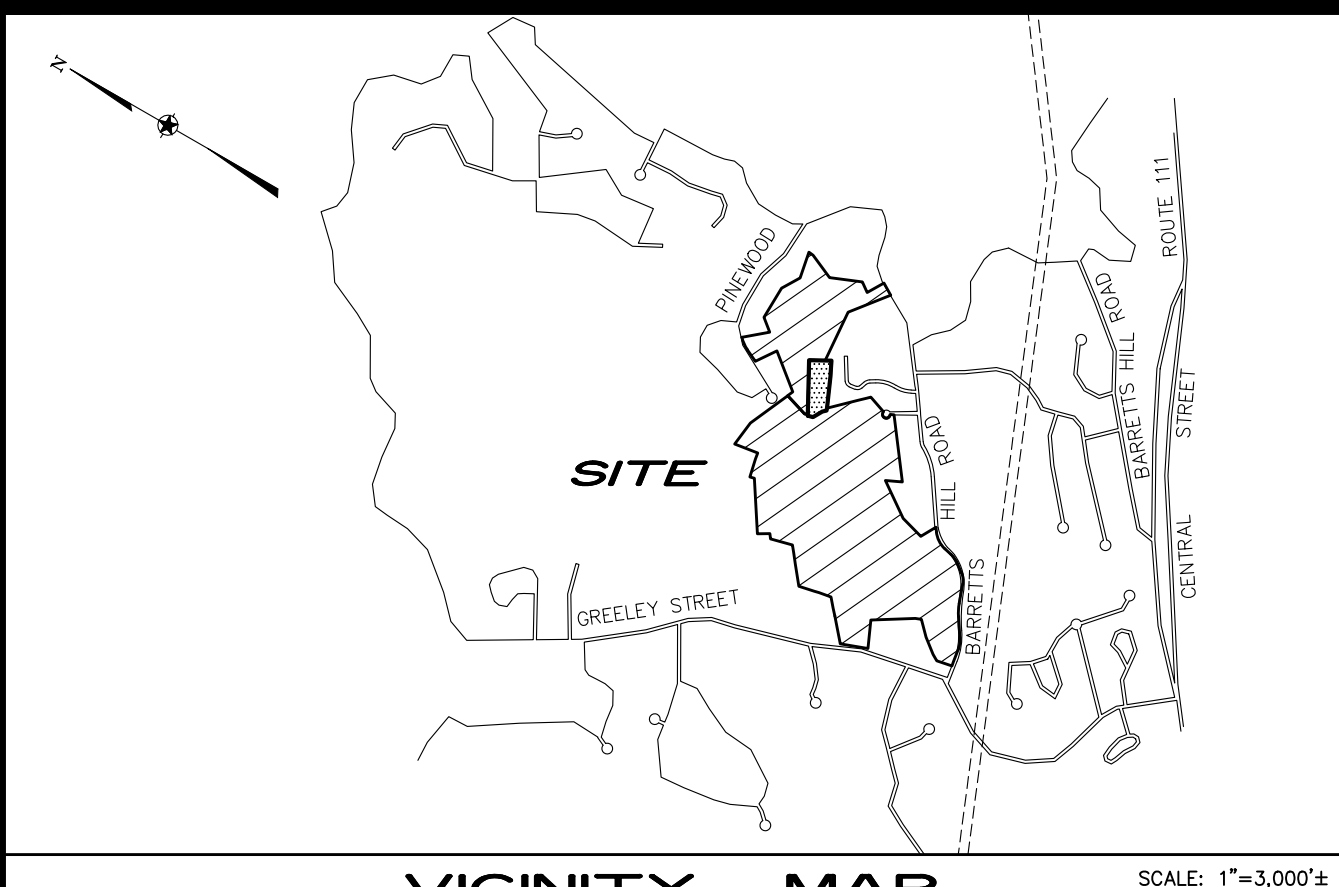 N
ROUTE 111
PINEWOOD
BARRETTS HILL ROAD
CENTRAL STREET
HILL ROAD
BARRETTS
SITE
GREELEY STREET
VICINITY MAP
SCALE: 1"=3,000'±